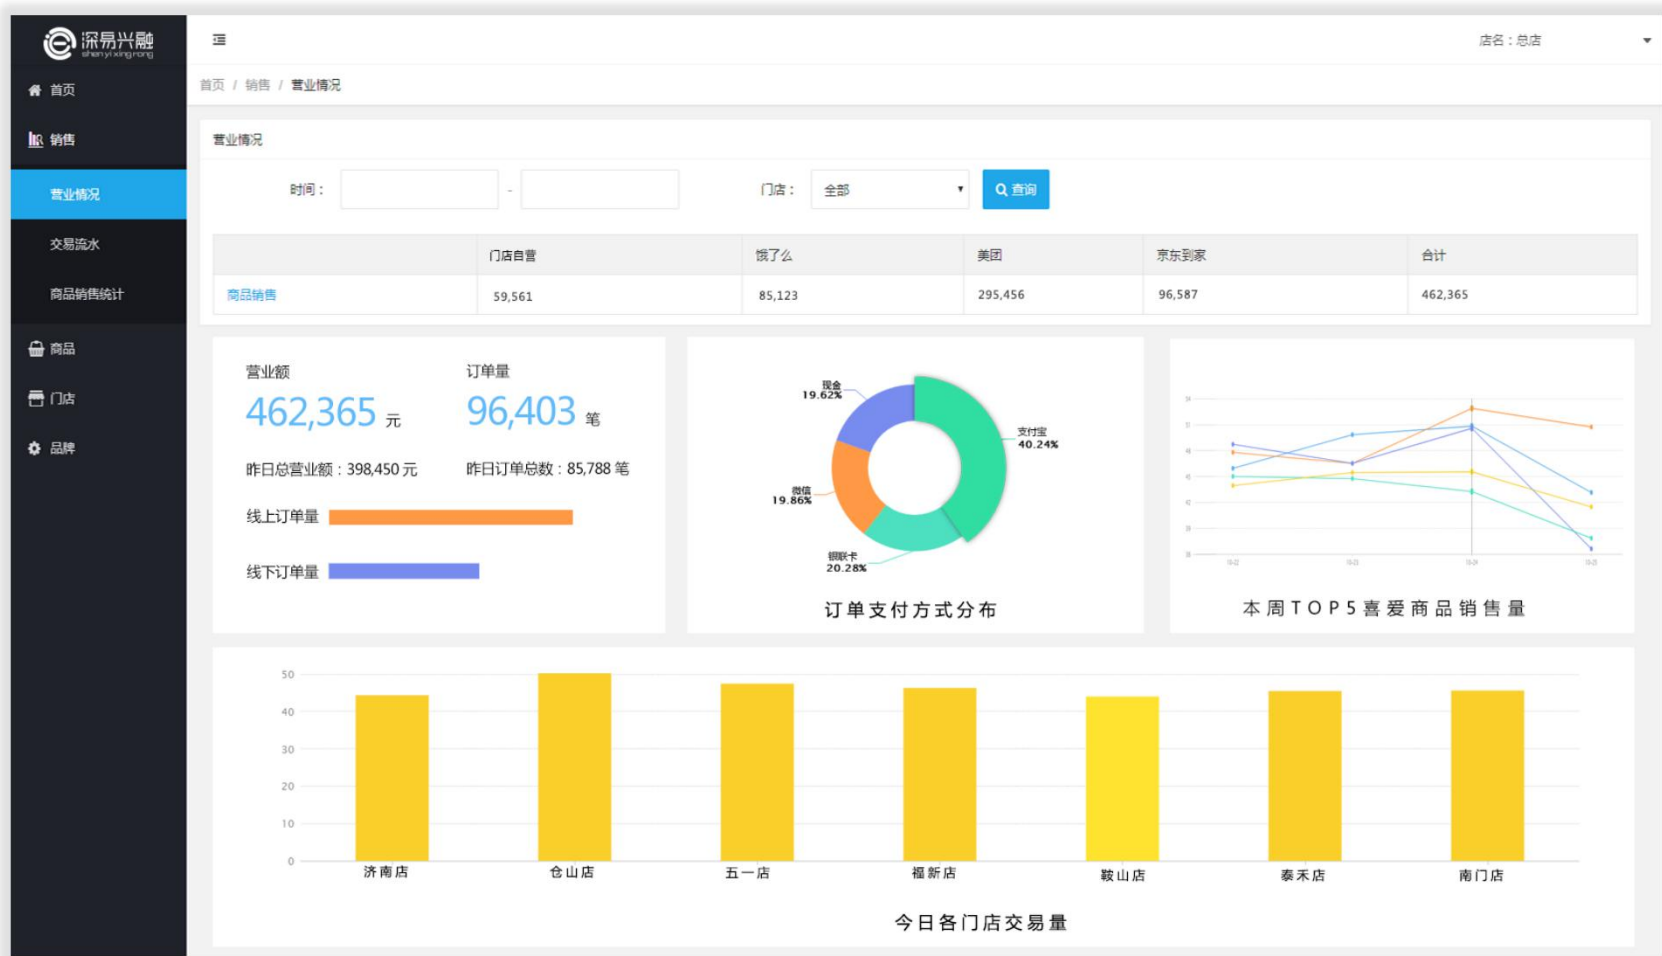 深易兴融
shenyixingrong
店名：总店
首页
首页 / 销售 / 营业情况
销售
营业情况
营业情况
交易流水
商品销售统计
商品
门店
品牌
时间： - 门店： 全部 查询
门店自营 饿了么 美团 京东到家 合计
商品销售 59,561 85,123 295,456 96,587 462,365
营业额 订单量
462,365 元 96,403 笔
昨日总营业额：398,450 元 昨日订单总数：85,788 笔
线上订单量
线下订单量
现金
19.62%
支付宝
40.24%
微信
19.86%
银联卡
20.28%
订单支付方式分布
本周TOP5喜爱商品销售量
50
40
30
20
10
0
济南店 仓山店 五一店 福新店 鞍山店 泰禾店 南门店
今日各门店交易量